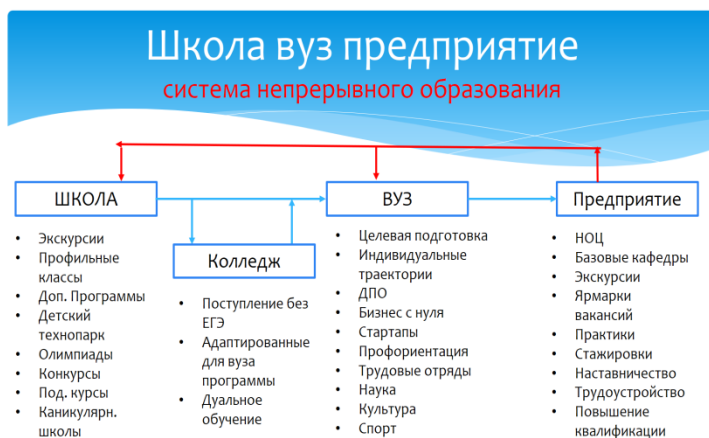 Школа вуз предприятие
система непрерывного образования
ШКОЛА
• Экскурсии
• Профильные
классы
• Доп. Программы
• Детский
технопарк
• Олимпиады
• Конкурсы
• Под. курсы
• Каникулярн.
школы
Колледж
• Поступление без
ЕГЭ
• Адаптированные
для вуза
программы
• Дуальное
обучение
ВУЗ
• Целевая подготовка
• Индивидуальные
траектории
• ДПО
• Бизнес с нуля
• Стартапы
• Профориентация
• Трудовые отряды
• Наука
• Культура
• Спорт
Предприятие
• НОЦ
• Базовые кафедры
• Экскурсии
• Ярмарки
вакансий
• Практики
• Стажировки
• Наставничество
• Трудоустройство
• Повышение
квалификации